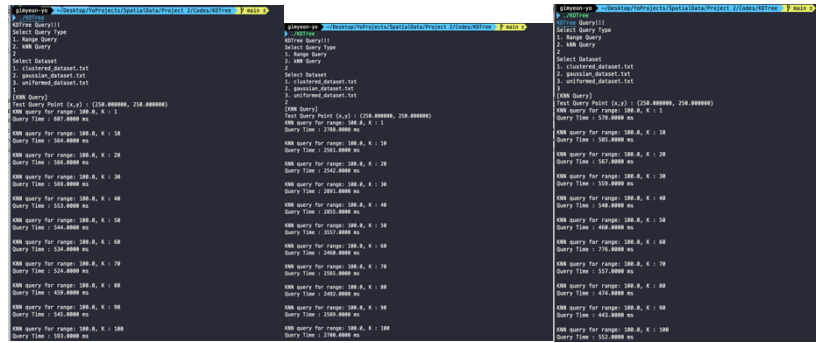 gimyeon-yo ~/Desktop/YoProjects/SpatialData/Project 2/Codes/KDTree main ±
./KDTree
KDTree Query!!!
Select Query Type
1. Range Query
2. kNN Query
2
Select Dataset
1. clustered_dataset.txt
2. gaussian_dataset.txt
3. uniformed_dataset.txt
1
[KNN Query]
Test Query Point (x,y) : (250.000000, 250.000000)
KNN query for range: 100.0, K : 1
Query Time : 607.0000 ms
KNN query for range: 100.0, K : 10
Query Time : 564.0000 ms
KNN query for range: 100.0, K : 20
Query Time : 566.0000 ms
KNN query for range: 100.0, K : 30
Query Time : 569.0000 ms
KNN query for range: 100.0, K : 40
Query Time : 553.0000 ms
KNN query for range: 100.0, K : 50
Query Time : 544.0000 ms
KNN query for range: 100.0, K : 60
Query Time : 534.0000 ms
KNN query for range: 100.0, K : 70
Query Time : 524.0000 ms
KNN query for range: 100.0, K : 80
Query Time : 459.0000 ms
KNN query for range: 100.0, K : 90
Query Time : 545.0000 ms
KNN query for range: 100.0, K : 100
Query Time : 593.0000 ms
gimyeon-yo ~/Desktop/YoProjects/SpatialData/Project 2/Codes/KDTree main ±
./KDTree
KDTree Query!!!
Select Query Type
1. Range Query
2. kNN Query
2
Select Dataset
1. clustered_dataset.txt
2. gaussian_dataset.txt
3. uniformed_dataset.txt
2
[KNN Query]
Test Query Point (x,y) : (250.000000, 250.000000)
KNN query for range: 100.0, K : 1
Query Time : 2788.0000 ms
KNN query for range: 100.0, K : 10
Query Time : 2561.0000 ms
KNN query for range: 100.0, K : 20
Query Time : 2542.0000 ms
KNN query for range: 100.0, K : 30
Query Time : 2891.0000 ms
KNN query for range: 100.0, K : 40
Query Time : 2855.0000 ms
KNN query for range: 100.0, K : 50
Query Time : 3557.0000 ms
KNN query for range: 100.0, K : 60
Query Time : 2460.0000 ms
KNN query for range: 100.0, K : 70
Query Time : 2565.0000 ms
KNN query for range: 100.0, K : 80
Query Time : 2492.0000 ms
KNN query for range: 100.0, K : 90
Query Time : 2589.0000 ms
KNN query for range: 100.0, K : 100
Query Time : 2700.0000 ms
gimyeon-yo ~/Desktop/YoProjects/SpatialData/Project 2/Codes/KDTree main ±
./KDTree
KDTree Query!!!
Select Query Type
1. Range Query
2. kNN Query
2
Select Dataset
1. clustered_dataset.txt
2. gaussian_dataset.txt
3. uniformed_dataset.txt
3
[KNN Query]
Test Query Point (x,y) : (250.000000, 250.000000)
KNN query for range: 100.0, K : 1
Query Time : 578.0000 ms
KNN query for range: 100.0, K : 10
Query Time : 585.0000 ms
KNN query for range: 100.0, K : 20
Query Time : 567.0000 ms
KNN query for range: 100.0, K : 30
Query Time : 559.0000 ms
KNN query for range: 100.0, K : 40
Query Time : 540.0000 ms
KNN query for range: 100.0, K : 50
Query Time : 460.0000 ms
KNN query for range: 100.0, K : 60
Query Time : 776.0000 ms
KNN query for range: 100.0, K : 70
Query Time : 557.0000 ms
KNN query for range: 100.0, K : 80
Query Time : 474.0000 ms
KNN query for range: 100.0, K : 90
Query Time : 443.0000 ms
KNN query for range: 100.0, K : 100
Query Time : 552.0000 ms